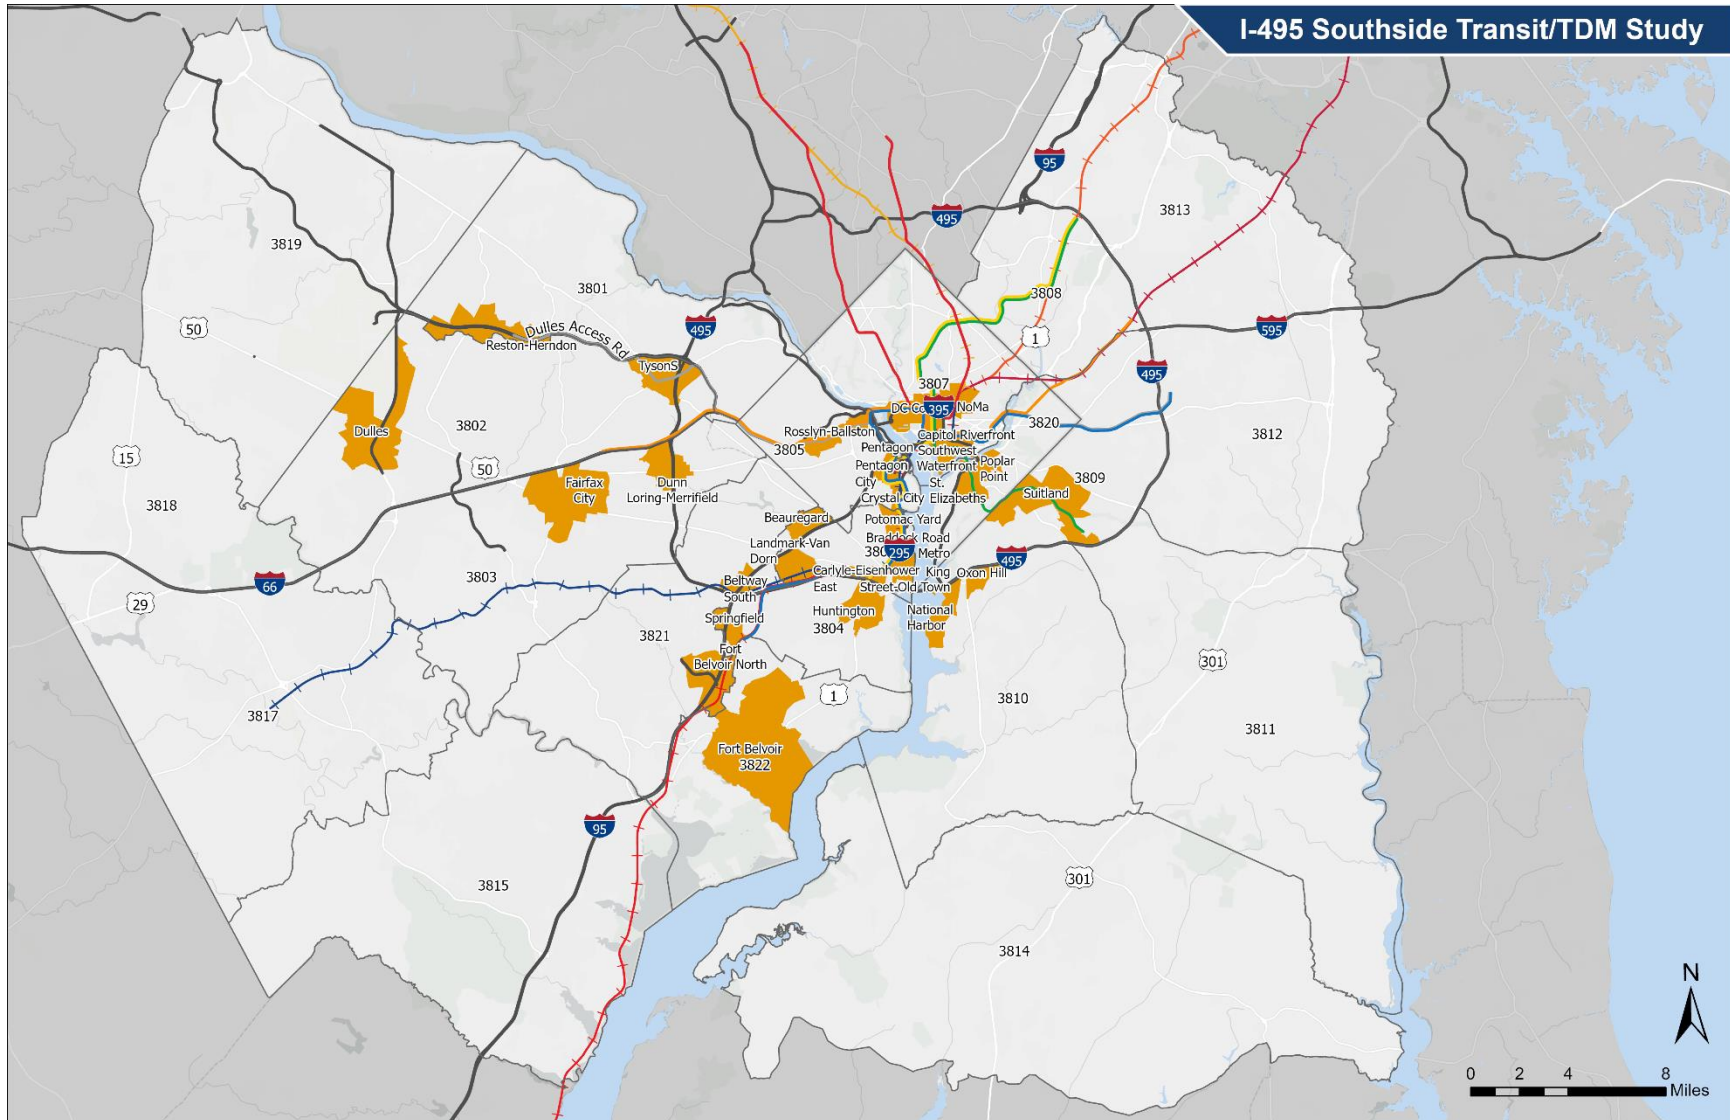 I-495 Southside Transit/TDM Study
95
3813
495
3819
3801
3808
50
Dulles Access Rd
495
1
595
Reston-Herndon
TysonS
495
3807
DC Co
395
NoMa
Dulles
3802
Rosslyn-Ballston
3820
Capitol Riverfront
3812
15
50
3805
Pentagon
Southwest
Waterfront
Pentagon
City
Poplar
Point
3809
3818
Fairfax
City
Dunn
Loring-Merrifield
St.
Elizabeths
Suitland
Crystal City
Beauregard
Potomac Yard
Landmark-Van
Dorn
Braddock Road
Metro
295
495
66
3803
Carlyle-Eisenhower
East
King
Street-Old Town
Oxon Hill
29
Beltway
South
Springfield
Huntington
National
Harbor
3804
3821
Fort
Belvoir North
301
1
3810
3817
3811
Fort Belvoir
3822
95
3815
301
3814
N
0 2 4 8
Miles